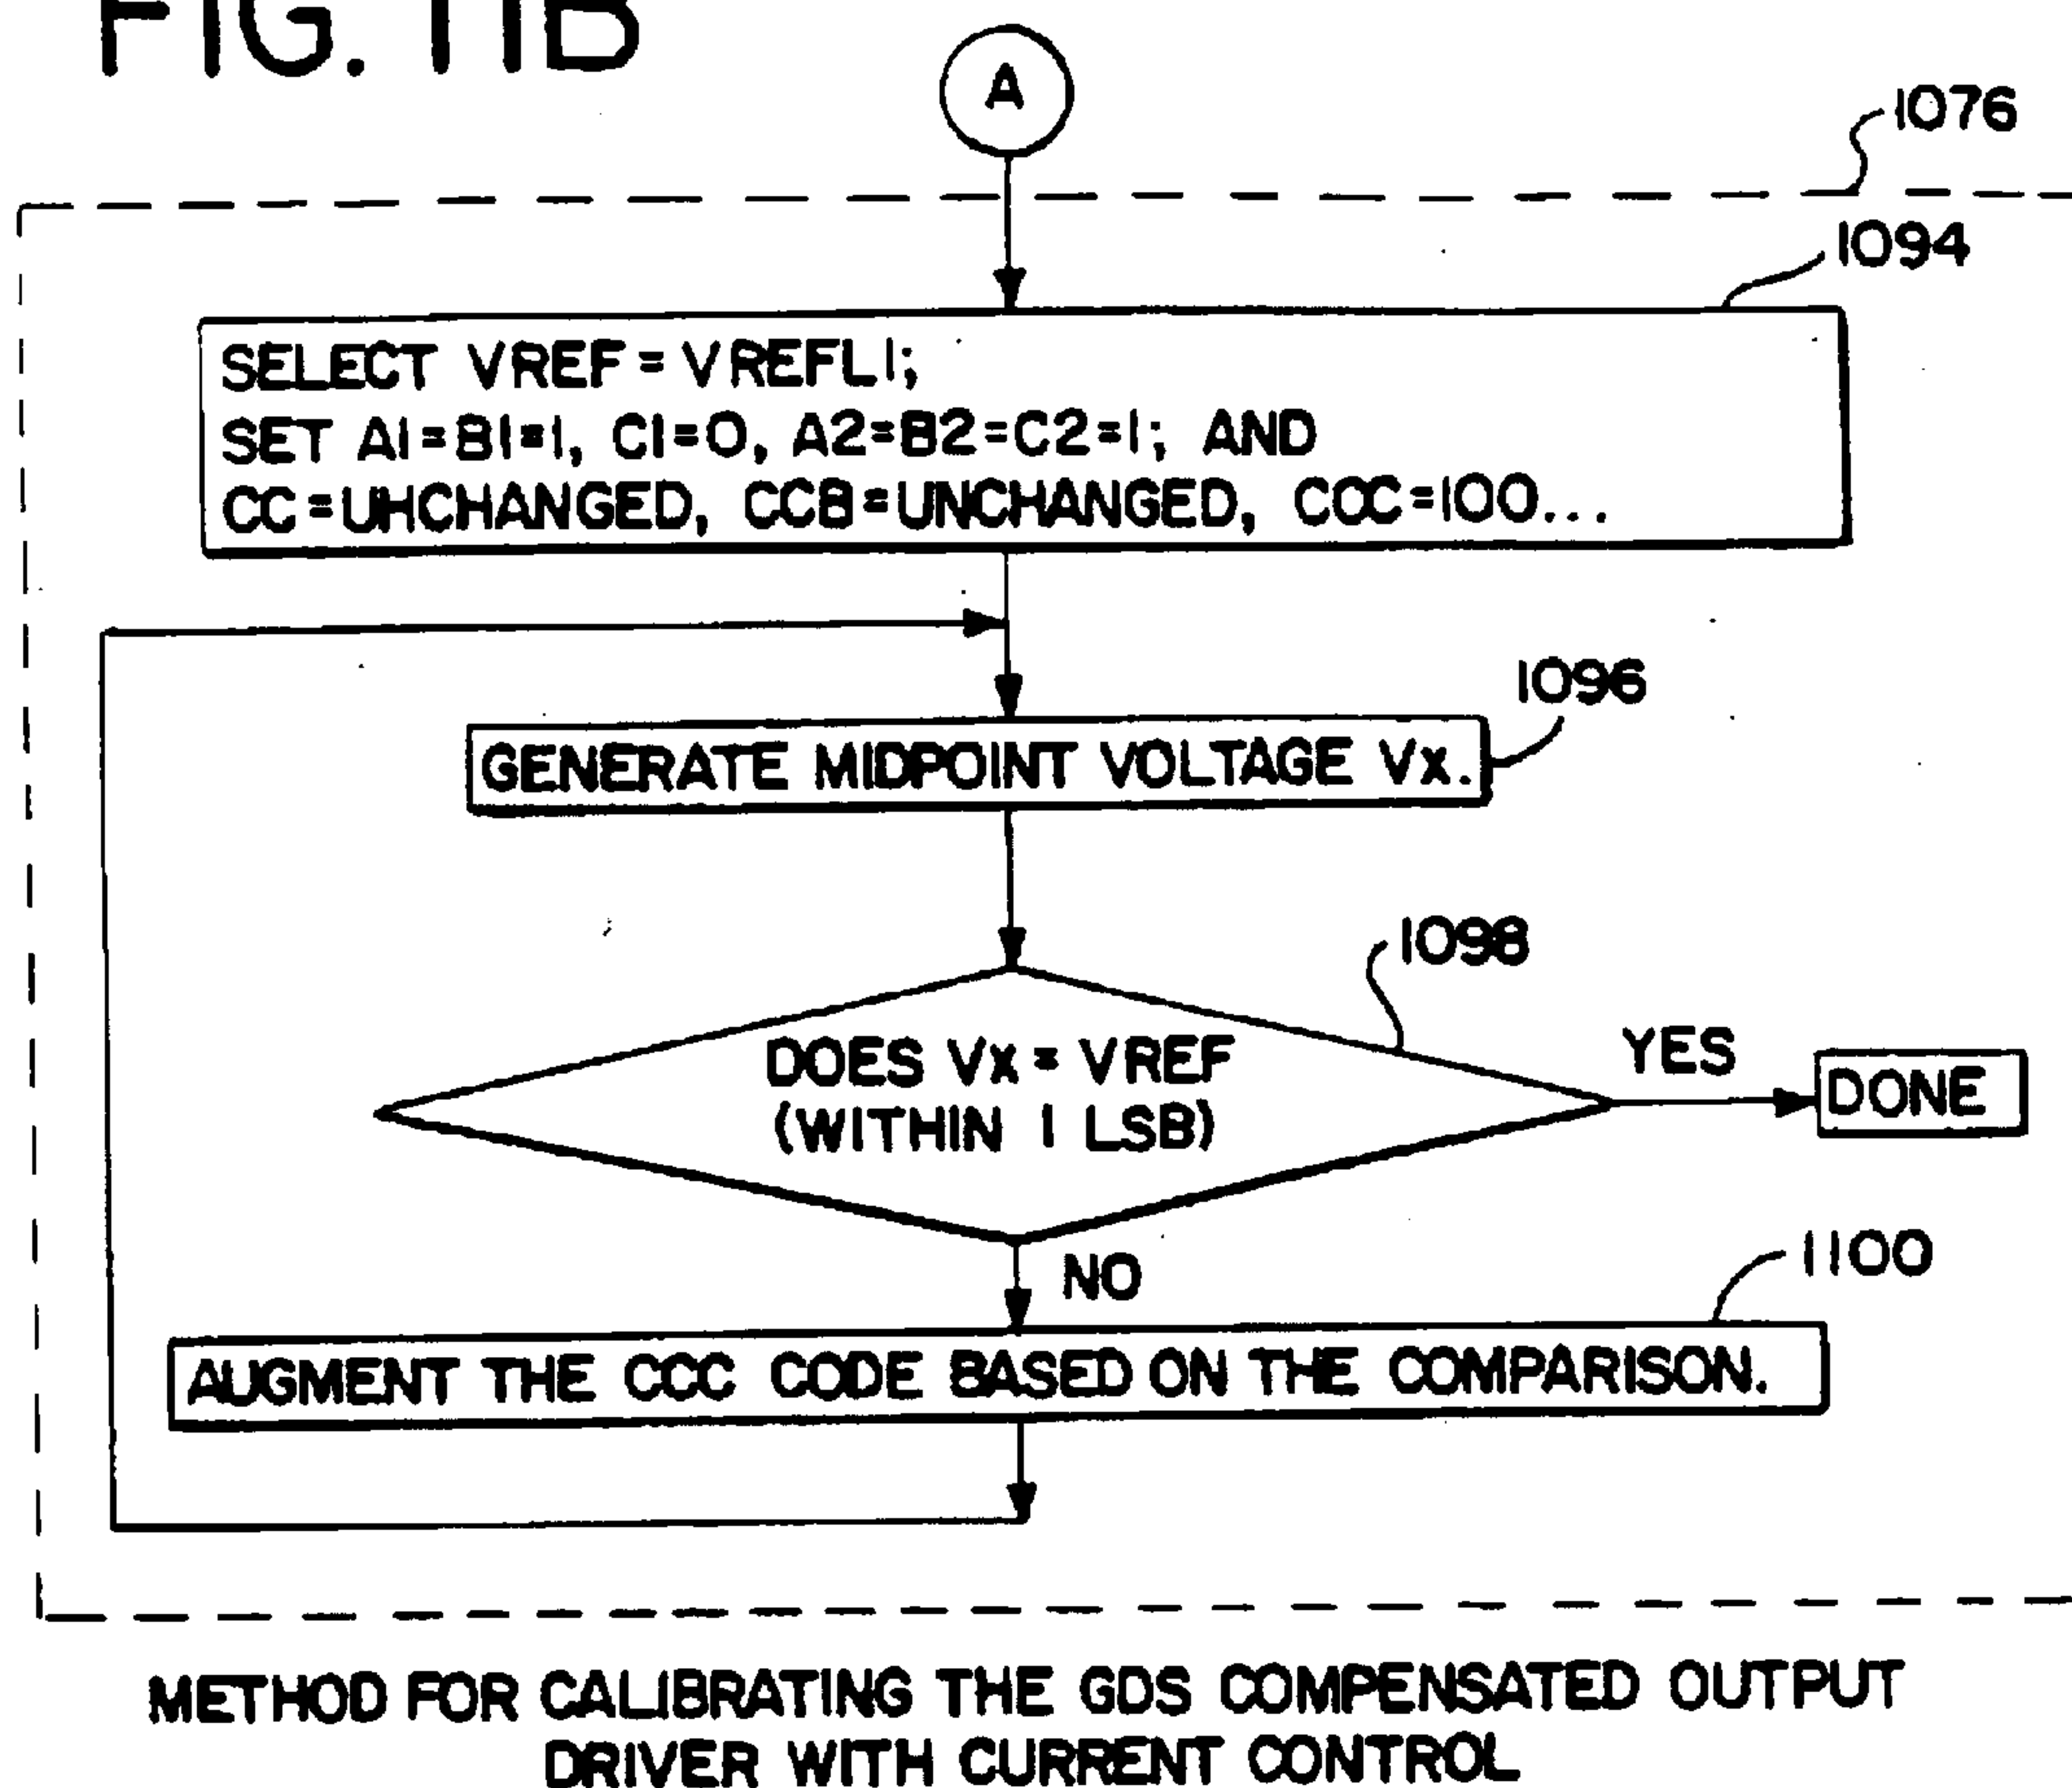 FIG. 11B
A
1076
1094
SELECT VREF=VREFL1;
SET A1=B1=1, C1=0, A2=B2=C2=1; AND
CC=UHCHANGED, CCB=UNCHANGED, COC=100...
1096
GENERATE MIDPOINT VOLTAGE Vx.
1098
DOES Vx = VREF
(WITHIN 1 LSB)
YES
DONE
NO
1100
AUGMENT THE CCC CODE BASED ON THE COMPARISON.
METHOD FOR CALIBRATING THE GDS COMPENSATED OUTPUT
DRIVER WITH CURRENT CONTROL